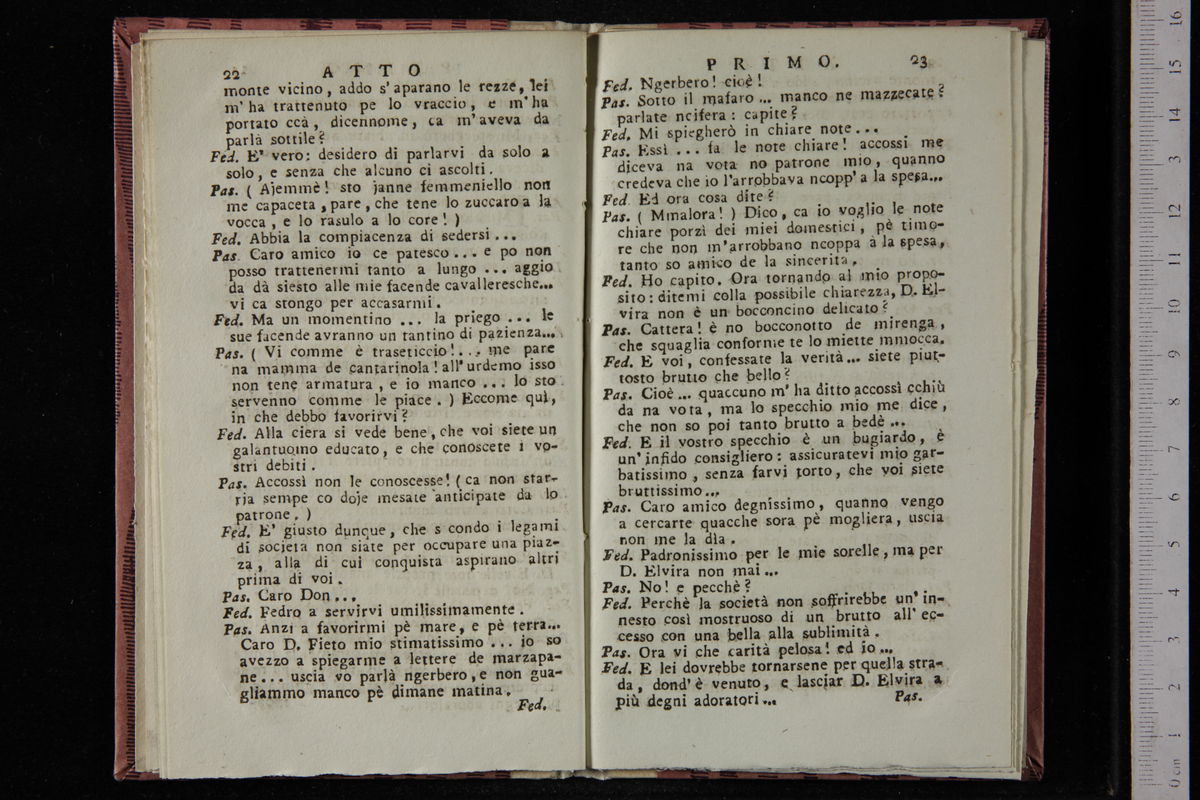 22 ATTO
monte vicino, addo s'aparano le rezze, lei
m'ha trattenuto pe lo vraccio, e m'ha
portato ccà, dicennome, ca m'aveva da
parlà sottile?
Fed. E' vero: desidero di parlarvi da solo a
solo, e senza che alcuno ci ascolti.
Pas. ( Ajemmè! sto janne femmeniello non
me capaceta, pare, che tene lo zuccaro a la
vocca, e lo rasulo a lo core! )
Fed. Abbia la compiacenza di sedersi ...
Pas. Caro amico io ce patesco ... e po non
posso trattenermi tanto a lungo ... aggio
da dà siesto alle mie facende cavalleresche...
vi ca stongo per accasarmi.
Fed. Ma un momentino ... la priego ... le
sue facende avranno un tantino di pazienza...
Pas. ( Vi comme è traseticcio!... me pare
na mamma de cantarinola! all'urdemo isso
non tene armatura, e io manco ... lo sto
servenno comme le piace. ) Eccome quì,
in che debbo favorirvi?
Fed. Alla ciera si vede bene, che voi siete un
galantuomo educato, e che conoscete i vo-
stri debiti.
Pas. Accossì non le conoscesse! ( ca non star-
ria sempe co doje mesate anticipate da lo
patrone. )
Fed. E' giusto dunque, che s condo i legami
di società non siate per occupare una piaz-
za, alla di cui conquista aspirano altri
prima di voi.
Pas. Caro Don...
Fed. Fedro a servirvi umilissimamente.
Pas. Anzi a favorirmi pè mare, e pè terra...
Caro D. Fieto mio stimatissimo ... jo so
avezzo a spiegarme a lettere de marzapa-
ne... uscia vo parlà ngerbero, e non gua-
gliammo manco pè dimane matina.
Fed.
PRIMO. 23
Fed. Ngerbero! cioè!
Pas. Sotto il mafaro ... manco ne mazzecate?
parlate ncifera: capite?
Fed. Mi spiegherò in chiare note...
Pas. Essì ... fa le note chiare! accossi me
diceva na vota no patrone mio, quanno
credeva che io l'arrobbava ncopp' a la spesa...
Fed. Ed ora cosa dite?
Pas. ( Mmalora! ) Dico, ca io voglio le note
chiare porzì dei miei domestici, pè timo-
re che non m'arrobbano ncoppa à la spesa,
tanto so amico de la sincerita.
Fed. Ho capito. Ora tornando al mio propo-
sito: ditemi colla possibile chiarezza, D. El-
vira non è un bocconcino delicato?
Pas. Cattera! è no bocconotto de mirenga,
che squaglia conforme te lo miette mmocca.
Fed. E voi, confessate la verità... siete piut-
tosto brutto che bello?
Pas. Cioè ... quaccuno m'ha ditto accossì cchiù
da na vota, ma lo specchio mio me dice,
che non so poi tanto brutto a bedè ...
Fed. E il vostro specchio è un bugiardo, è
un'infido consigliero: assicuratevi mio gar-
batissimo, senza farvi torto, che voi siete
bruttissimo...
Pas. Caro amico degnissimo, quanno vengo
a cercarte quacche sora pè mogliera, uscia
non me la dia.
Fed. Padronissimo per le mie sorelle, ma per
D. Elvira non mai...
Pas. No! e pecchè?
Fed. Perchè la società non soffrirebbe un'in-
nesto così mostruoso di un brutto all'ec-
cesso con una bella alla sublimità.
Pas. Ora vi che carità pelosa! ed io...
Fed. E lei dovrebbe tornarsene per quella stra-
da, dond'è venuto, e lasciar D. Elvira a
più degni adoratori...
Pas.
0 cm 1 2 3 4 5 6 7 8 9 10 11 12 3 14 15 16